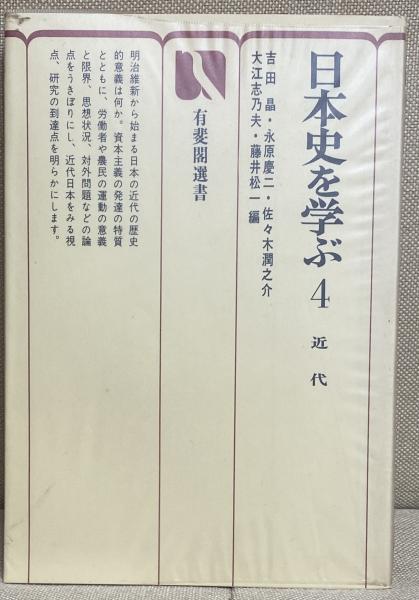 日本史を学ぶ 4 近代
吉田晶・永原慶二・佐々木潤之介
大江志乃夫・藤井松一編
有斐閣選書
明治維新から始まる日本の近代の歴史
的意義は何か。資本主義の発達の特質
とともに、労働者や農民の運動の意義
と限界、思想状況、対外問題などの論
点をうきぼりにし、近代日本をみる視
点、研究の到達点を明らかにします。